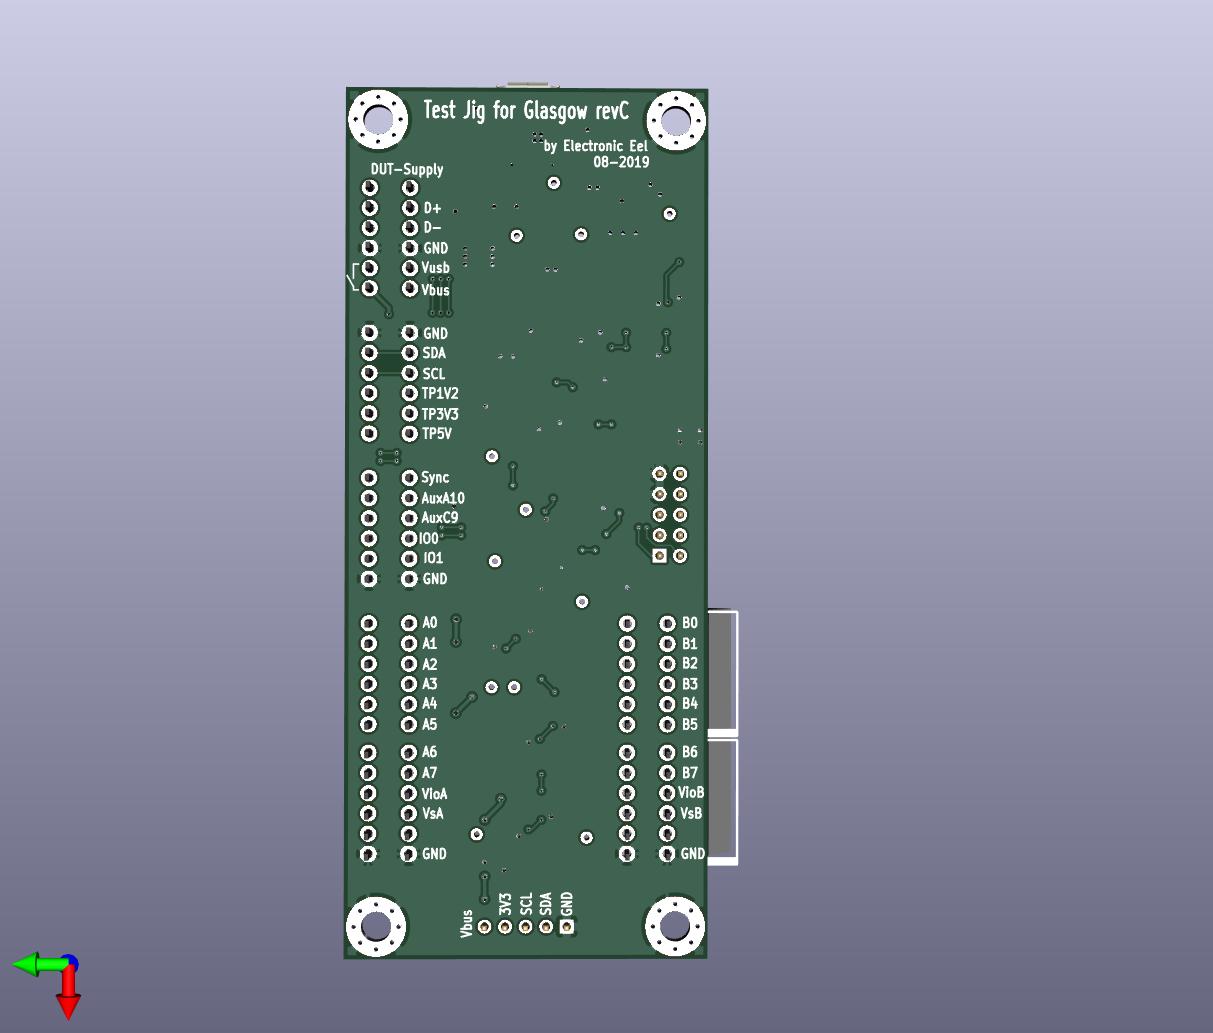 Test Jig for Glasgow revC
by Electronic Eel
08-2019
DUT-Supply
D+
D-
GND
Vusb
Vbus
GND
SDA
SCL
TP1V2
TP3V3
TP5V
Sync
AuxA10
AuxC9
IO0
IO1
GND
A0
A1
A2
A3
A4
A5
A6
A7
VioA
VsA
GND
B0
B1
B2
B3
B4
B5
B6
B7
VioB
VsB
GND
Vbus
3V3
SCL
SDA
GND